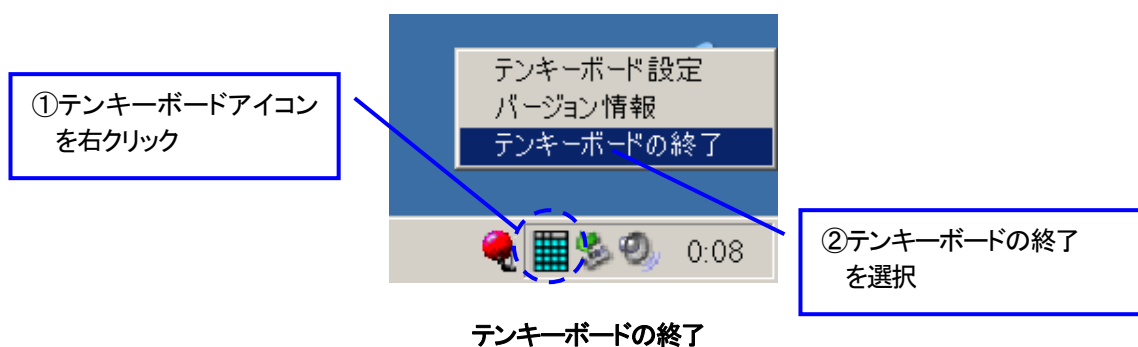 テンキーボード設定
バージョン情報
テンキーボードの終了
①テンキーボードアイコン
を右クリック
0:08
②テンキーボードの終了
を選択
テンキーボードの終了